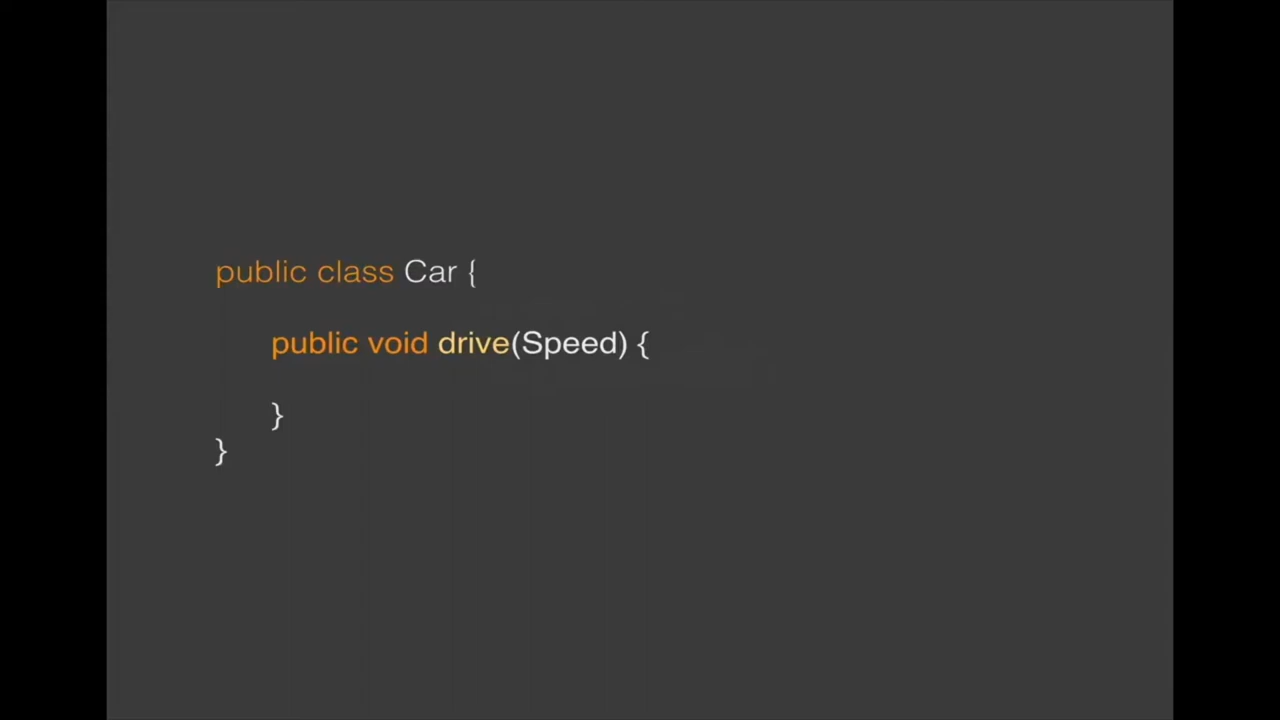 public class Car {
public void drive(Speed) {
}
}